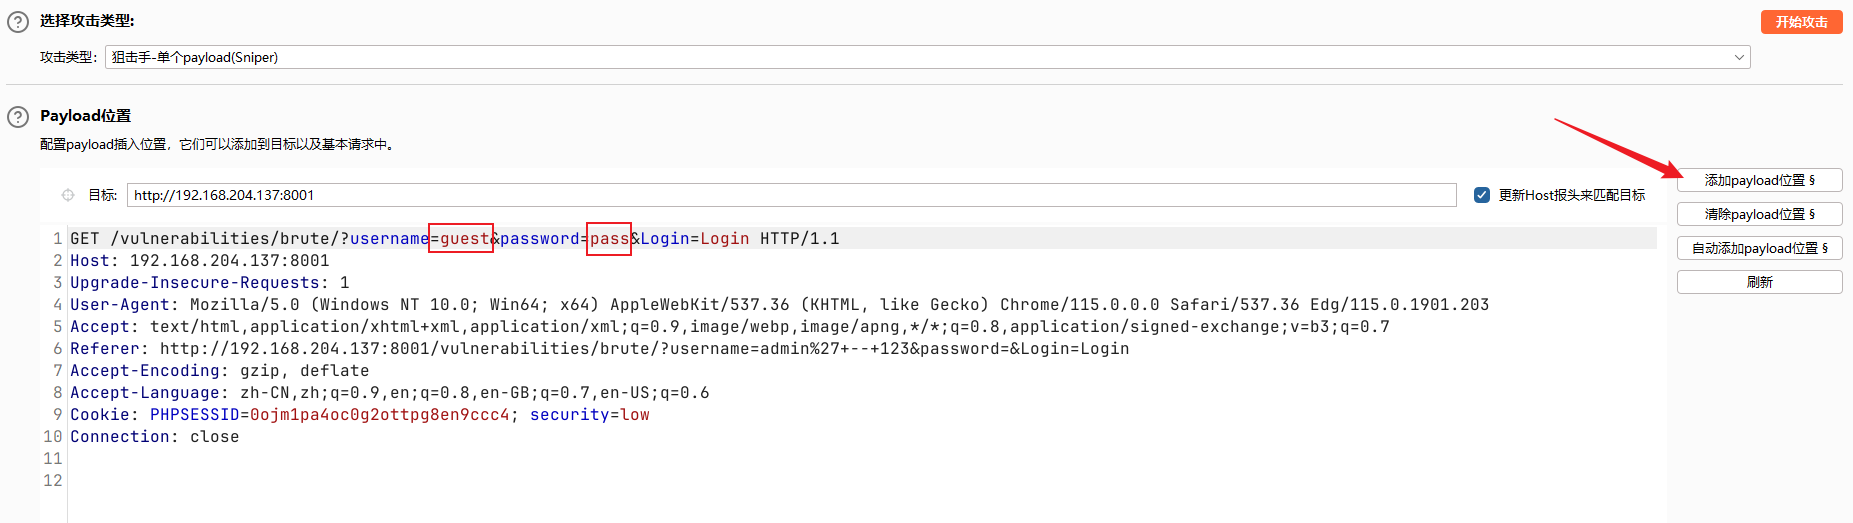 选择攻击类型:
开始攻击
攻击类型: 狙击手-单个payload(Sniper)
Payload位置
配置payload插入位置，它们可以添加到目标以及基本请求中。
目标: http://192.168.204.137:8001
更新Host报头来匹配目标
添加payload位置 §
清除payload位置 §
自动添加payload位置 §
刷新
1 GET /vulnerabilities/brute/?username=guest&password=pass&Login=Login HTTP/1.1
2 Host: 192.168.204.137:8001
3 Upgrade-Insecure-Requests: 1
4 User-Agent: Mozilla/5.0 (Windows NT 10.0; Win64; x64) AppleWebKit/537.36 (KHTML, like Gecko) Chrome/115.0.0.0 Safari/537.36 Edg/115.0.1901.203
5 Accept: text/html,application/xhtml+xml,application/xml;q=0.9,image/webp,image/apng,*/*;q=0.8,application/signed-exchange;v=b3;q=0.7
6 Referer: http://192.168.204.137:8001/vulnerabilities/brute/?username=admin%27+--+123&password=&Login=Login
7 Accept-Encoding: gzip, deflate
8 Accept-Language: zh-CN,zh;q=0.9,en;q=0.8,en-GB;q=0.7,en-US;q=0.6
9 Cookie: PHPSESSID=0ojm1pa4oc0g2ottpg8en9ccc4; security=low
10 Connection: close
11
12